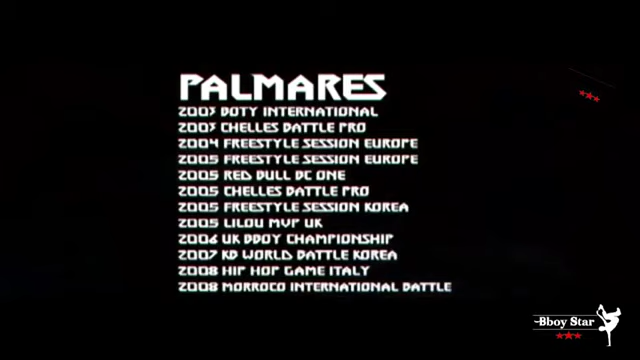 PALMARES
2003 BOTY INTERNATIONAL
2003 CHELLES BATTLE PRO
2004 FREESTYLE SESSION EUROPE
2005 FREESTYLE SESSION EUROPE
2005 RED BULL BC ONE
2005 CHELLES BATTLE PRO
2005 FREESTYLE SESSION KOREA
2005 LILOU MVP UK
2006 UK BBOY CHAMPIONSHIP
2007 KB WORLD BATTLE KOREA
2008 HIP HOP GAME ITALY
2008 MORROCO INTERNATIONAL BATTLE
Bboy Star